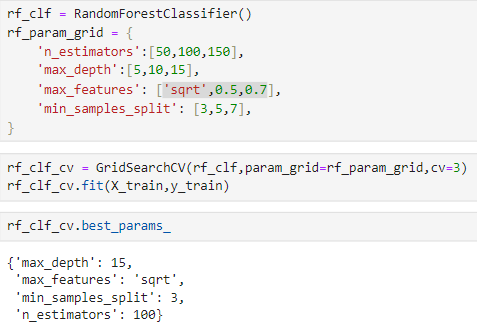 rf_clf = RandomForestClassifier()
rf_param_grid = {
    'n_estimators':[50,100,150],
    'max_depth':[5,10,15],
    'max_features': ['sqrt',0.5,0.7],
    'min_samples_split': [3,5,7],
}
rf_clf_cv = GridSearchCV(rf_clf,param_grid=rf_param_grid,cv=3)
rf_clf_cv.fit(X_train,y_train)
rf_clf_cv.best_params_
{'max_depth': 15,
 'max_features': 'sqrt',
 'min_samples_split': 3,
 'n_estimators': 100}